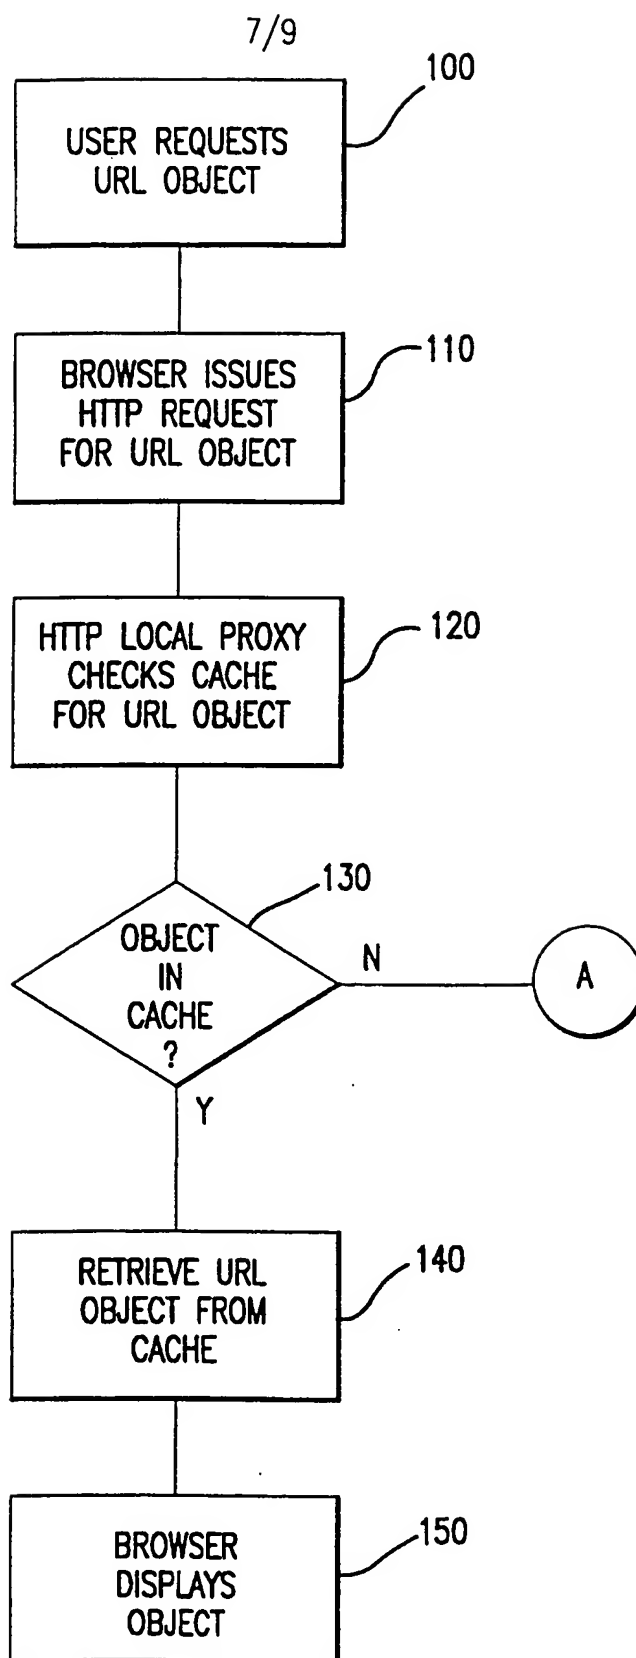 7/9
100
USER REQUESTS
URL OBJECT
110
BROWSER ISSUES
HTTP REQUEST
FOR URL OBJECT
120
HTTP LOCAL PROXY
CHECKS CACHE
FOR URL OBJECT
130
OBJECT
IN
CACHE
?
N
A
Y
140
RETRIEVE URL
OBJECT FROM
CACHE
150
BROWSER
DISPLAYS
OBJECT